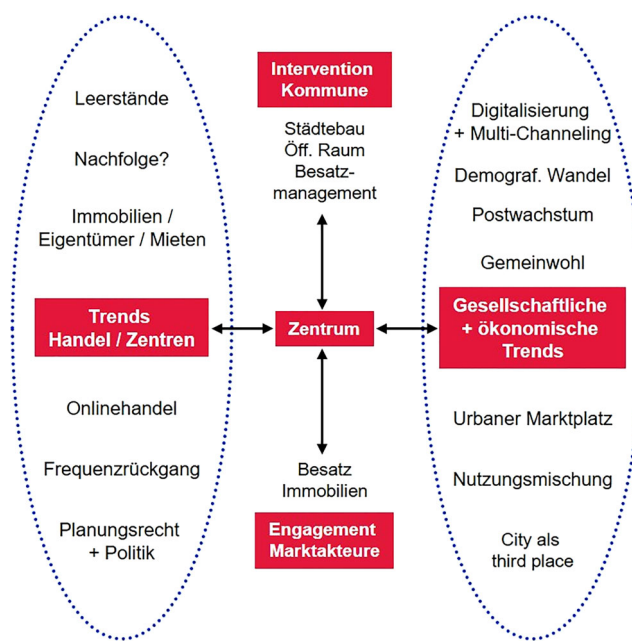 Leerstände
Nachfolge?
Immobilien /
Eigentümer / Mieten
Trends
Handel / Zentren
Onlinehandel
Frequenzrückgang
Planungsrecht
+ Politik
Intervention
Kommune
Städtebau
Öff. Raum
Besatz-
management
Zentrum
Besatz
Immobilien
Engagement
Marktakteure
Digitalisierung
+ Multi-Channeling
Demograf. Wandel
Postwachstum
Gemeinwohl
Gesellschaftliche
+ ökonomische
Trends
Urbaner Marktplatz
Nutzungsmischung
City als
third place